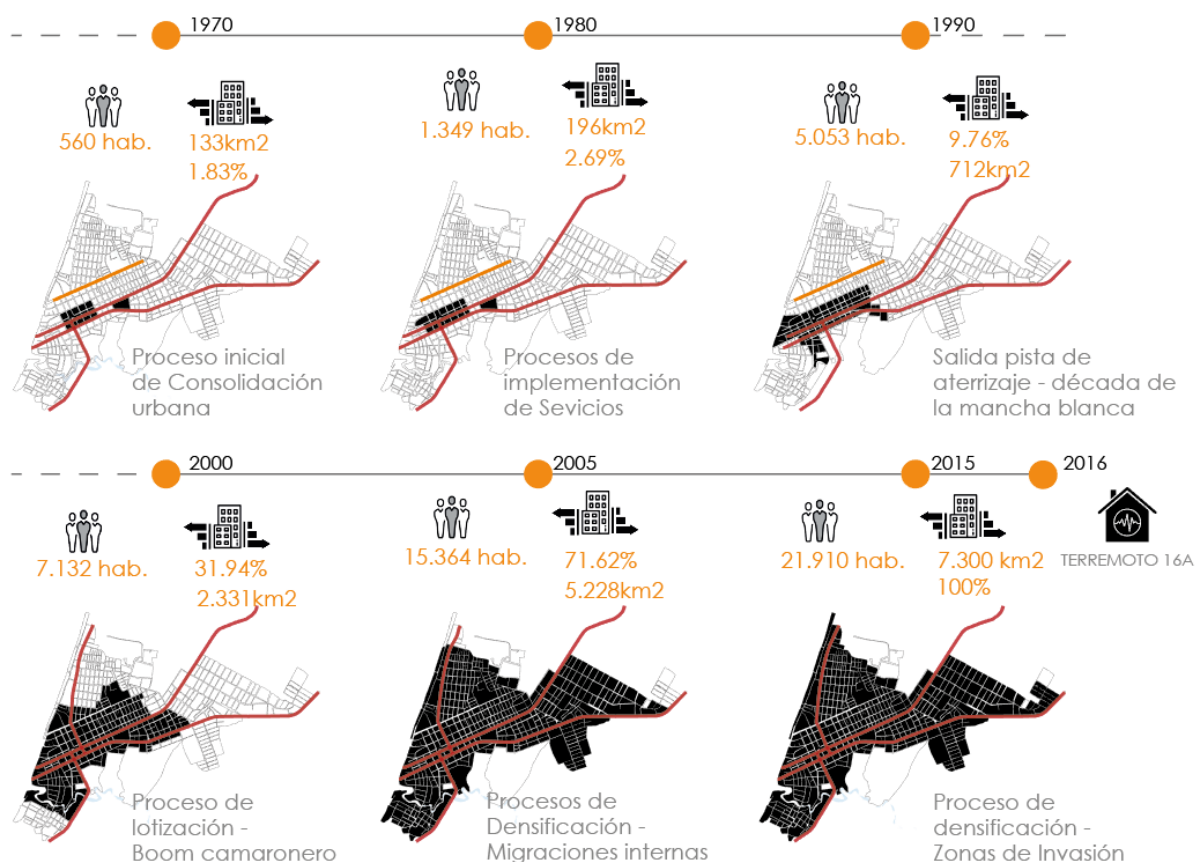 1970
1980
1990
560 hab.
133km2
1.83%
1.349 hab.
196km2
2.69%
5.053 hab.
9.76%
712km2
Proceso inicial
de Consolidación
urbana
Procesos de
implementación
de Sevicios
Salida pista de
aterrizaje - década de
la mancha blanca
2000
2005
2015
2016
7.132 hab.
31.94%
2.331km2
15.364 hab.
71.62%
5.228km2
21.910 hab.
7.300 km2
100%
TERREMOTO 16A
Proceso de
lotización -
Boom camaronero
Procesos de
Densificación -
Migraciones internas
Proceso de
densificación -
Zonas de Invasión